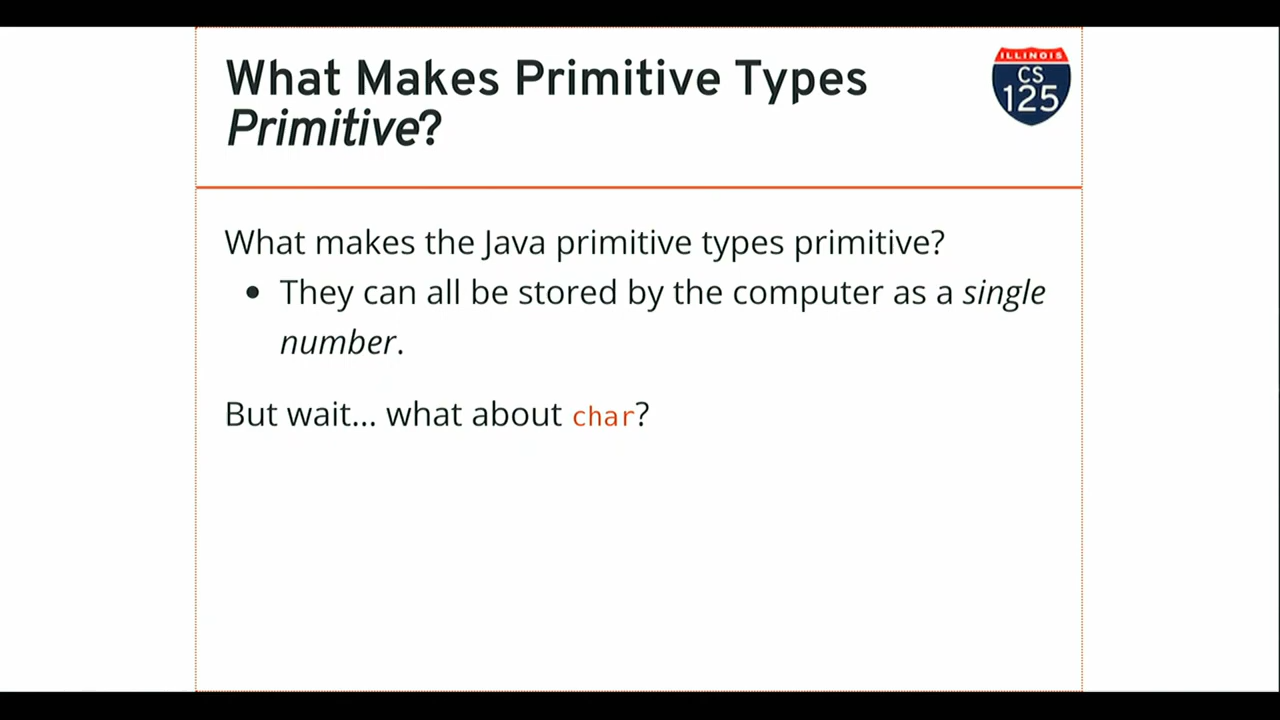 What Makes Primitive Types
Primitive?
ILLINOIS
CS
125
What makes the Java primitive types primitive?
• They can all be stored by the computer as a single
number.
But wait... what about char?